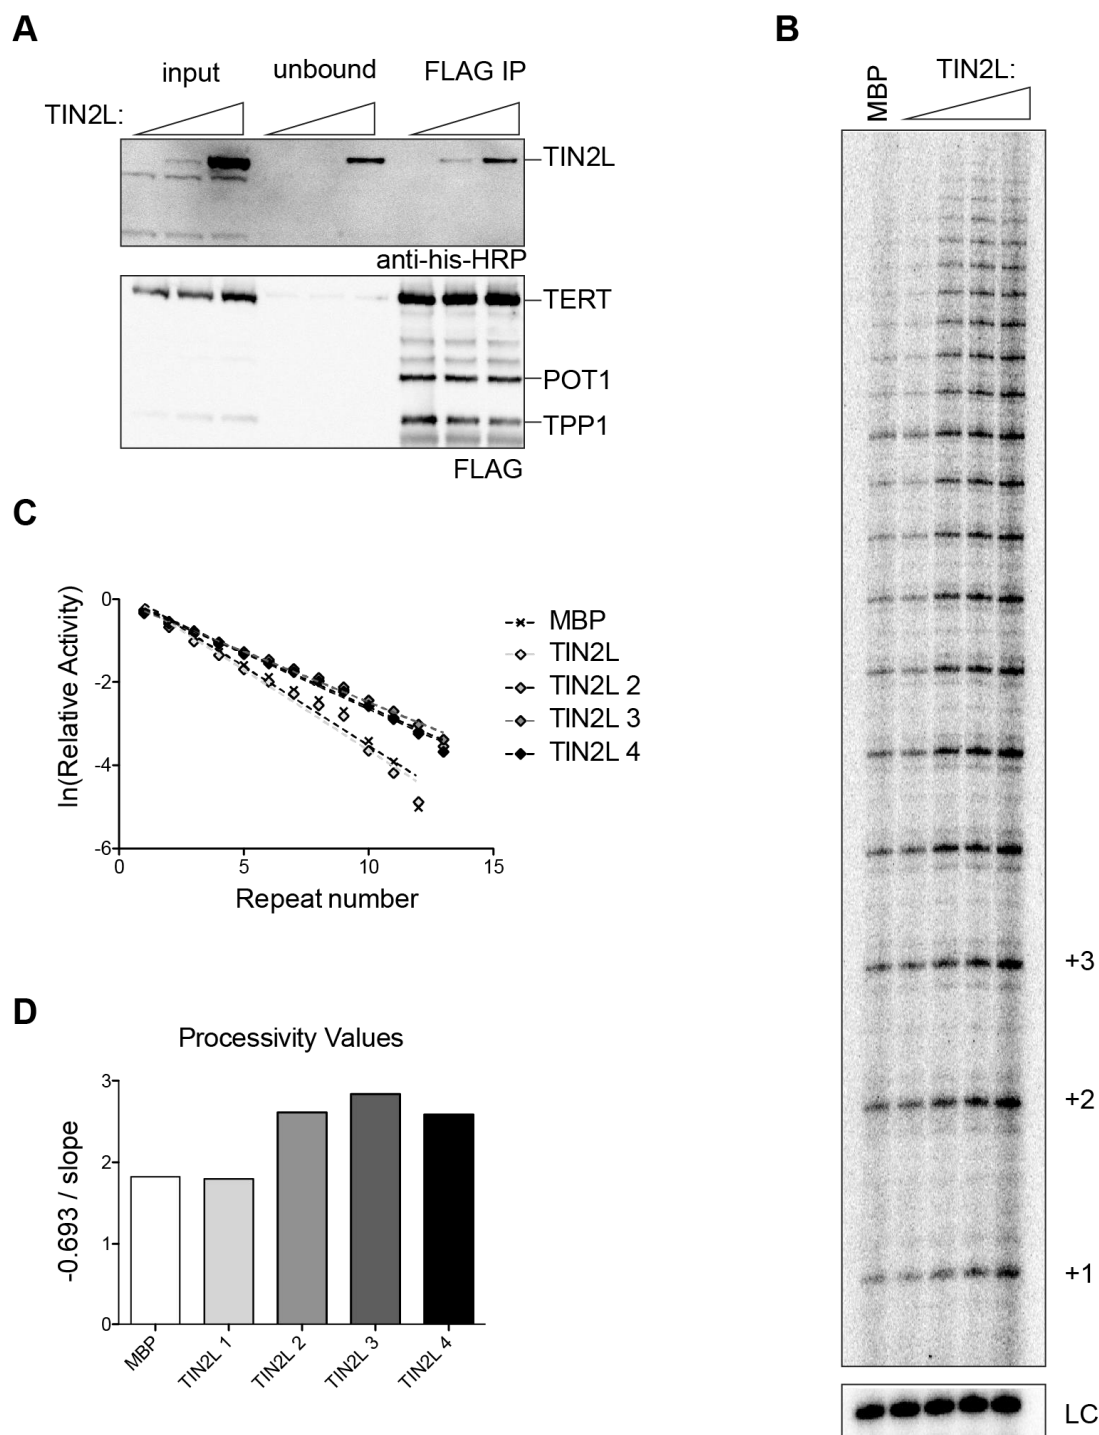 A
input
unbound
FLAG IP
TIN2L:
TIN2L
anti-his-HRP
TERT
POT1
TPP1
FLAG
B
MBP
TIN2L:
+3
+2
+1
LC
C
ln(Relative Activity)
0
-2
-4
-6
0
5
10
15
Repeat number
MBP
TIN2L
TIN2L 2
TIN2L 3
TIN2L 4
D
Processivity Values
-0.693 / slope
3
2
1
0
MBP
TIN2L 1
TIN2L 2
TIN2L 3
TIN2L 4